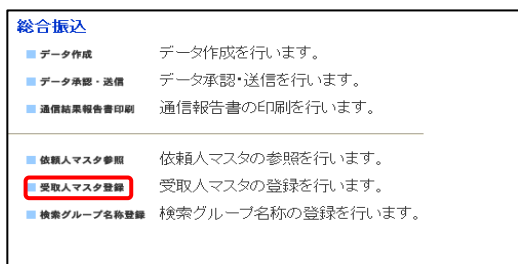 総合振込
データ作成 データ作成を行います。
データ承認・送信 データ承認・送信を行います。
通信結果報告書印刷 通信報告書の印刷を行います。
依頼人マスタ参照 依頼人マスタの参照を行います。
受取人マスタ登録 受取人マスタの登録を行います。
検索グループ名称登録 検索グループ名称の登録を行います。